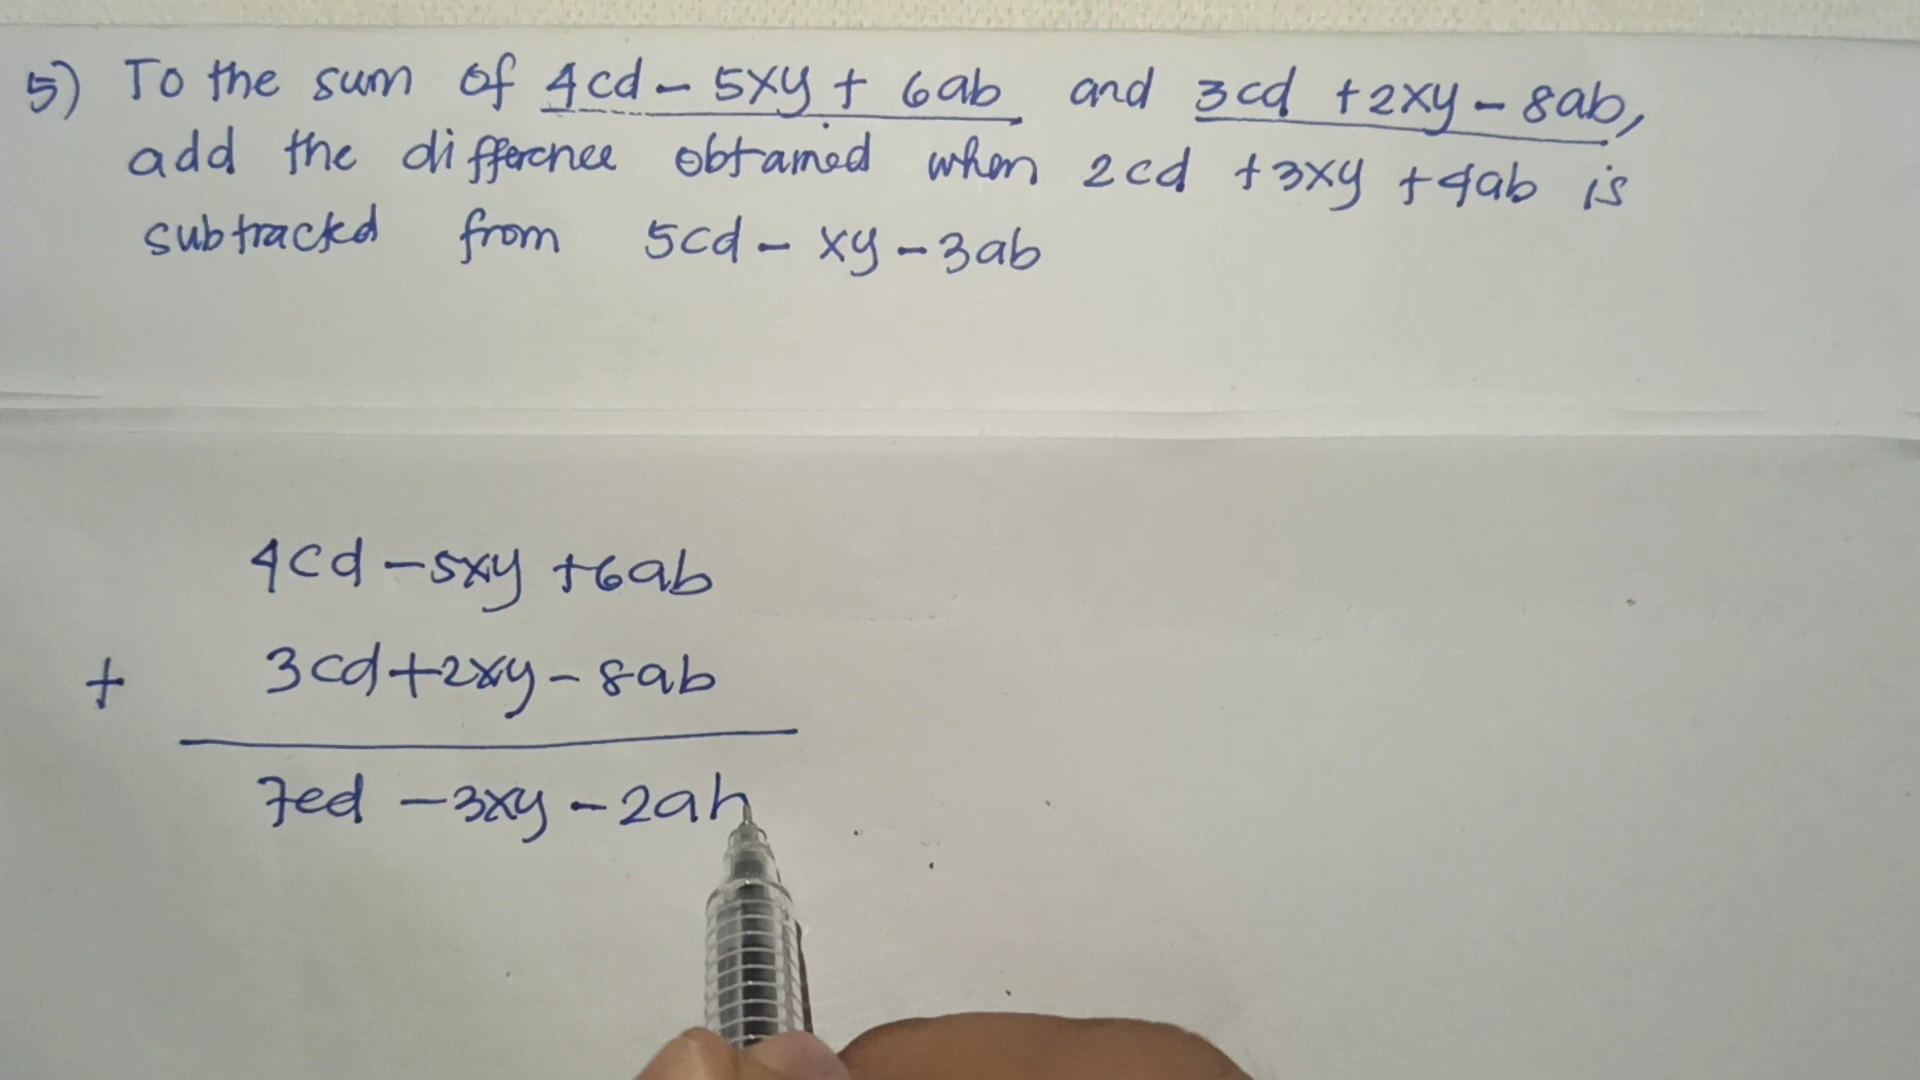 5) To the sum of 4cd - 5xy + 6ab and 3cd + 2xy - 8ab,
add the difference obtained when 2cd + 3xy + 4ab is
subtracted from 5cd - xy - 3ab
4cd - 5xy + 6ab
+ 3cd + 2xy - 8ab
7cd - 3xy - 2ab